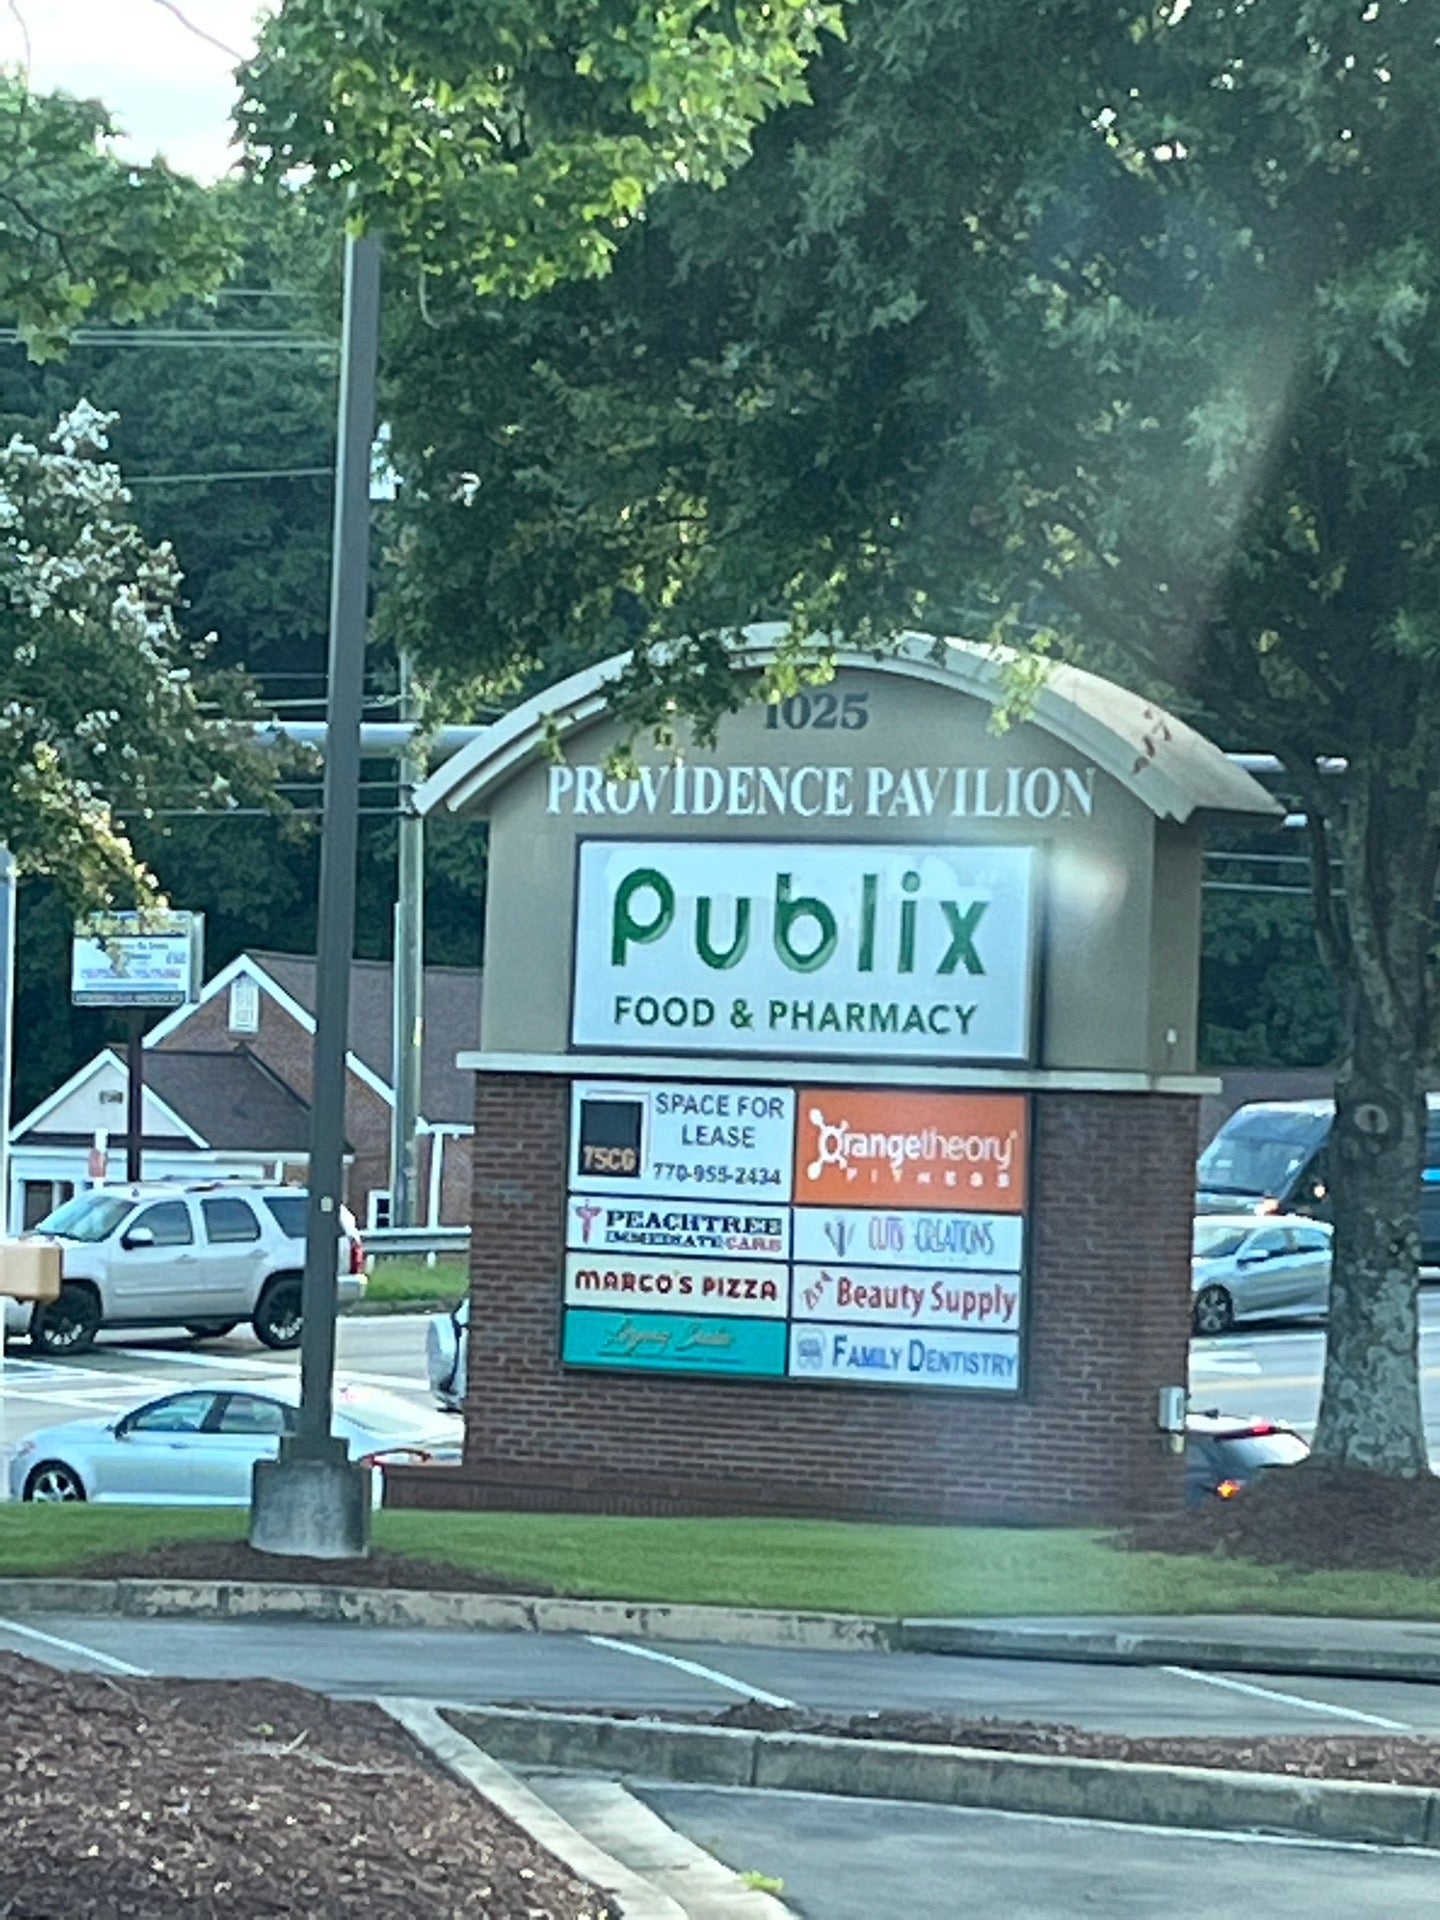 1025
PROVIDENCE PAVILION
Publix
FOOD & PHARMACY
SPACE FOR
LEASE
770-955-2434
75CG
Orangetheory
FITNESS
PEACHTREE
IMMEDIATE CARE
CUTS CREATIONS
MARCO'S PIZZA
Beauty Supply
FAMILY DENTISTRY